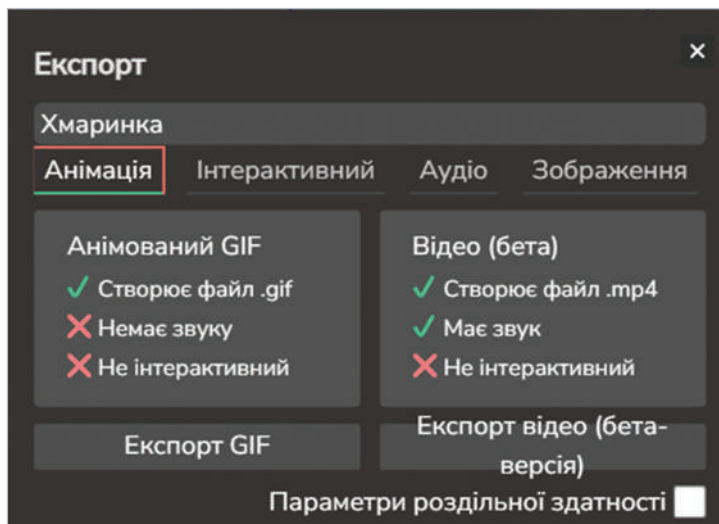 Експорт
Хмаринка
Анімація Інтерактивний Аудіо Зображення
Анімований GIF
Створює файл .gif
Немає звуку
Не інтерактивний
Відео (бета)
Створює файл .mp4
Має звук
Не інтерактивний
Експорт GIF
Експорт відео (бета-
версія)
Параметри роздільної здатності